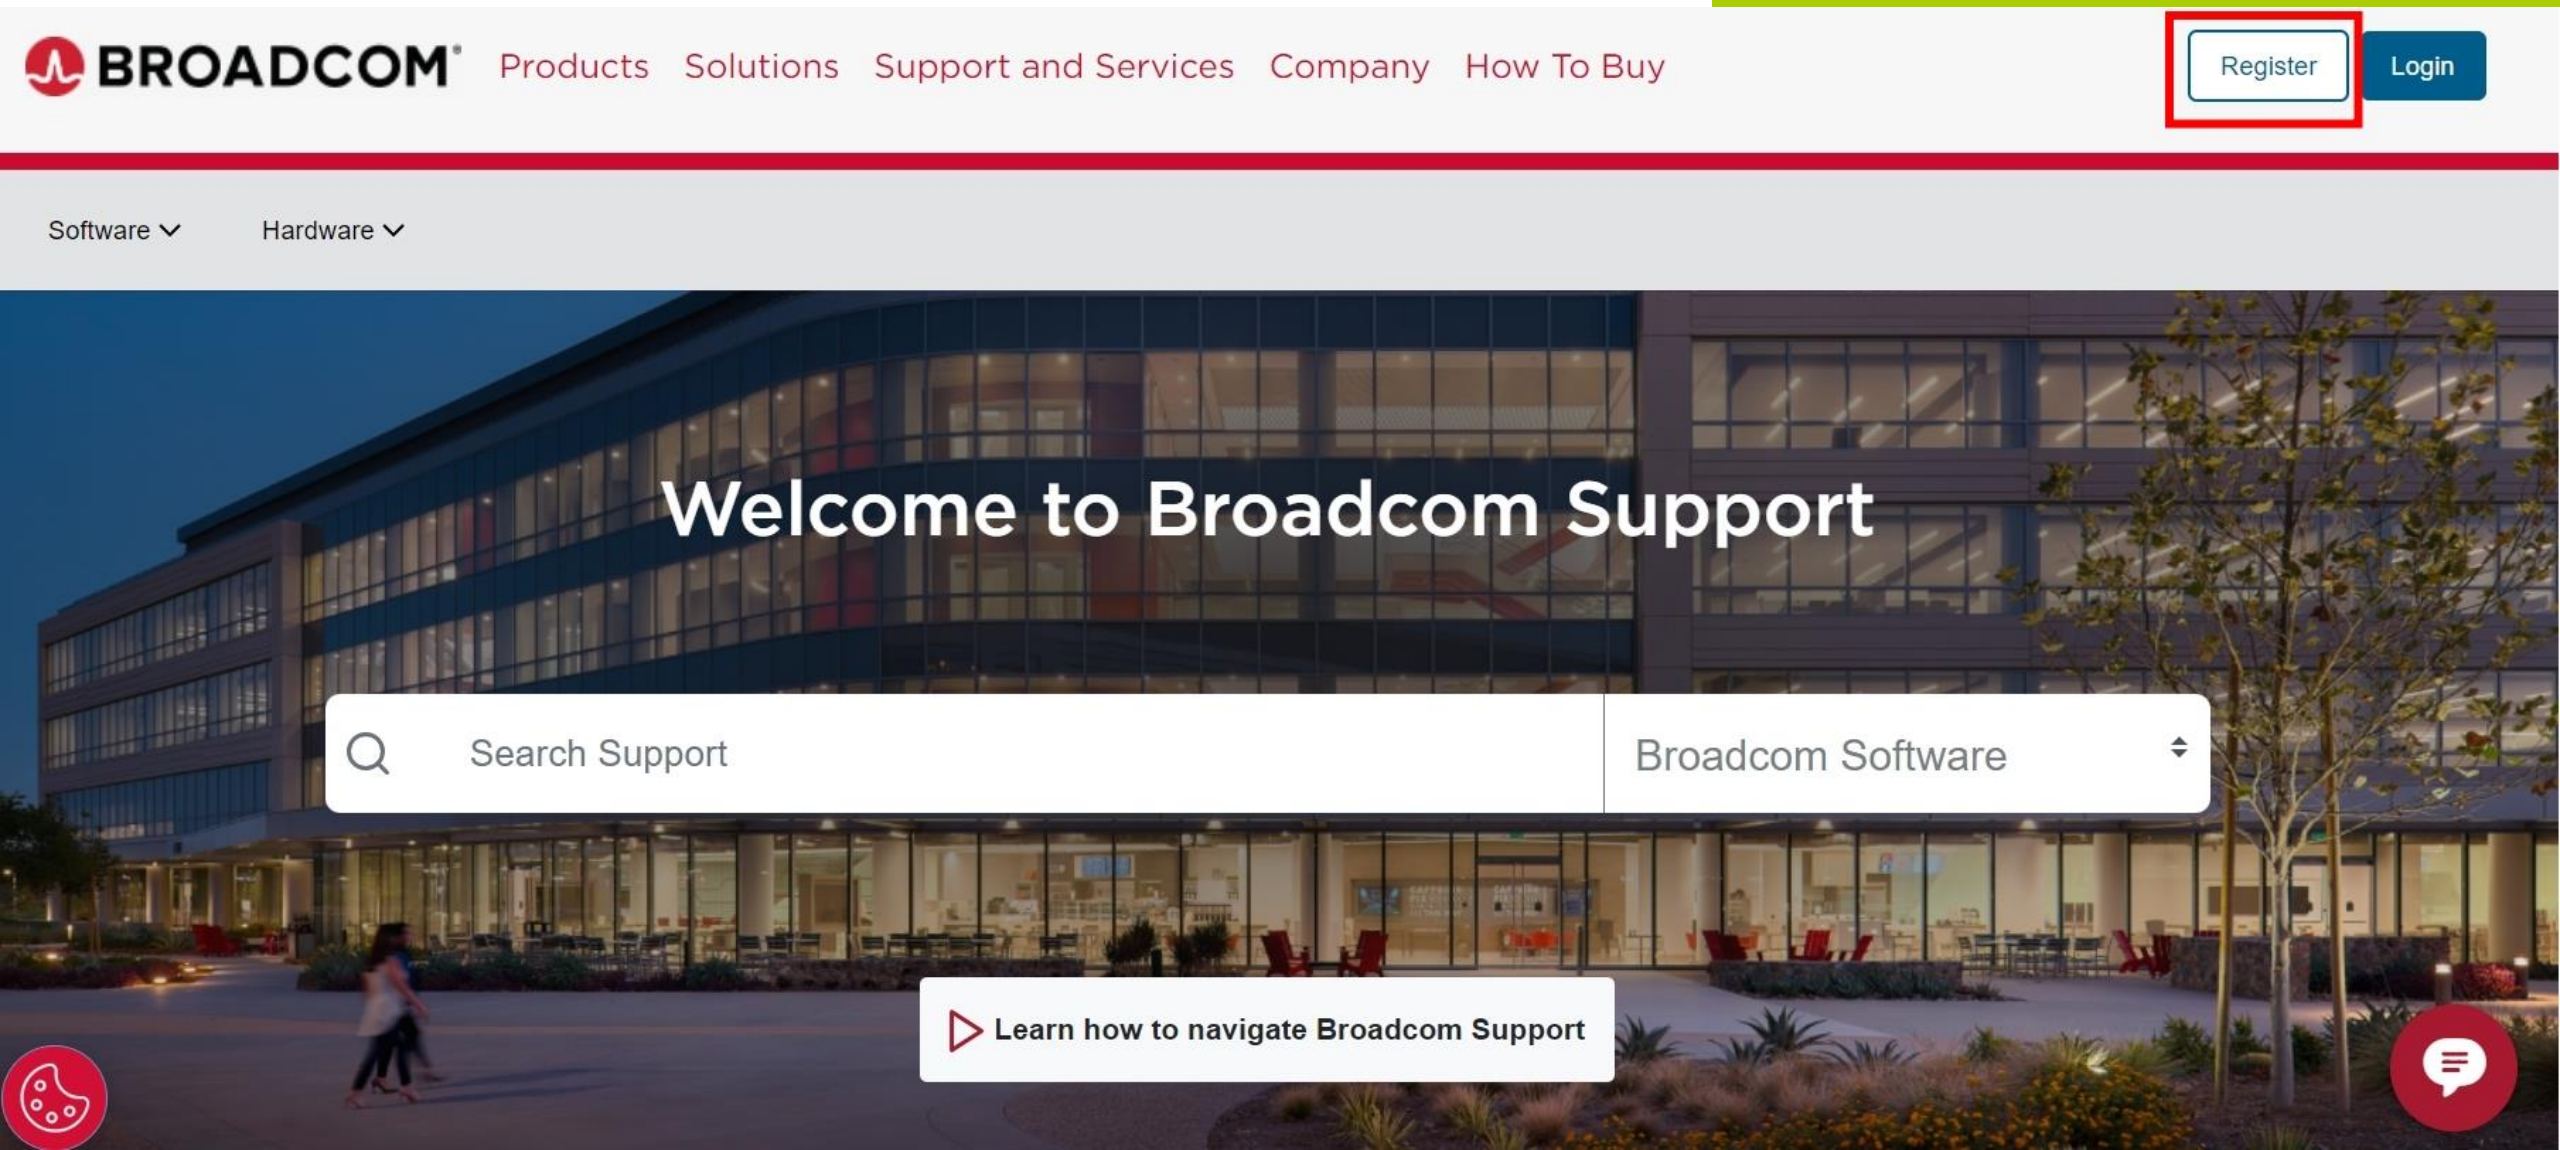 BROADCOM Products Solutions Support and Services Company How To Buy Register Login
Software Hardware
Welcome to Broadcom Support
Search Support Broadcom Software
Learn how to navigate Broadcom Support